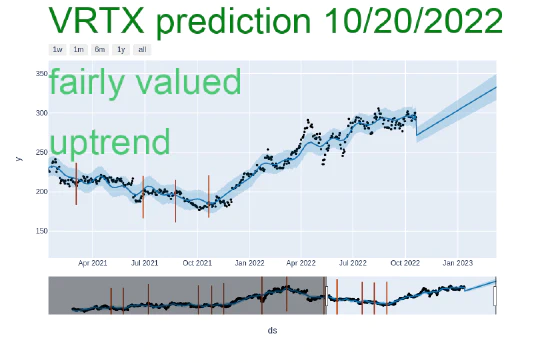 VRTX prediction 10/20/2022
1w 1m 6m 1y all
350
fairly valued
300
uptrend
250
y
200
150
Apr 2021 Jul 2021 Oct 2021 Jan 2022 Apr 2022 Jul 2022 Oct 2022 Jan 2023
ds